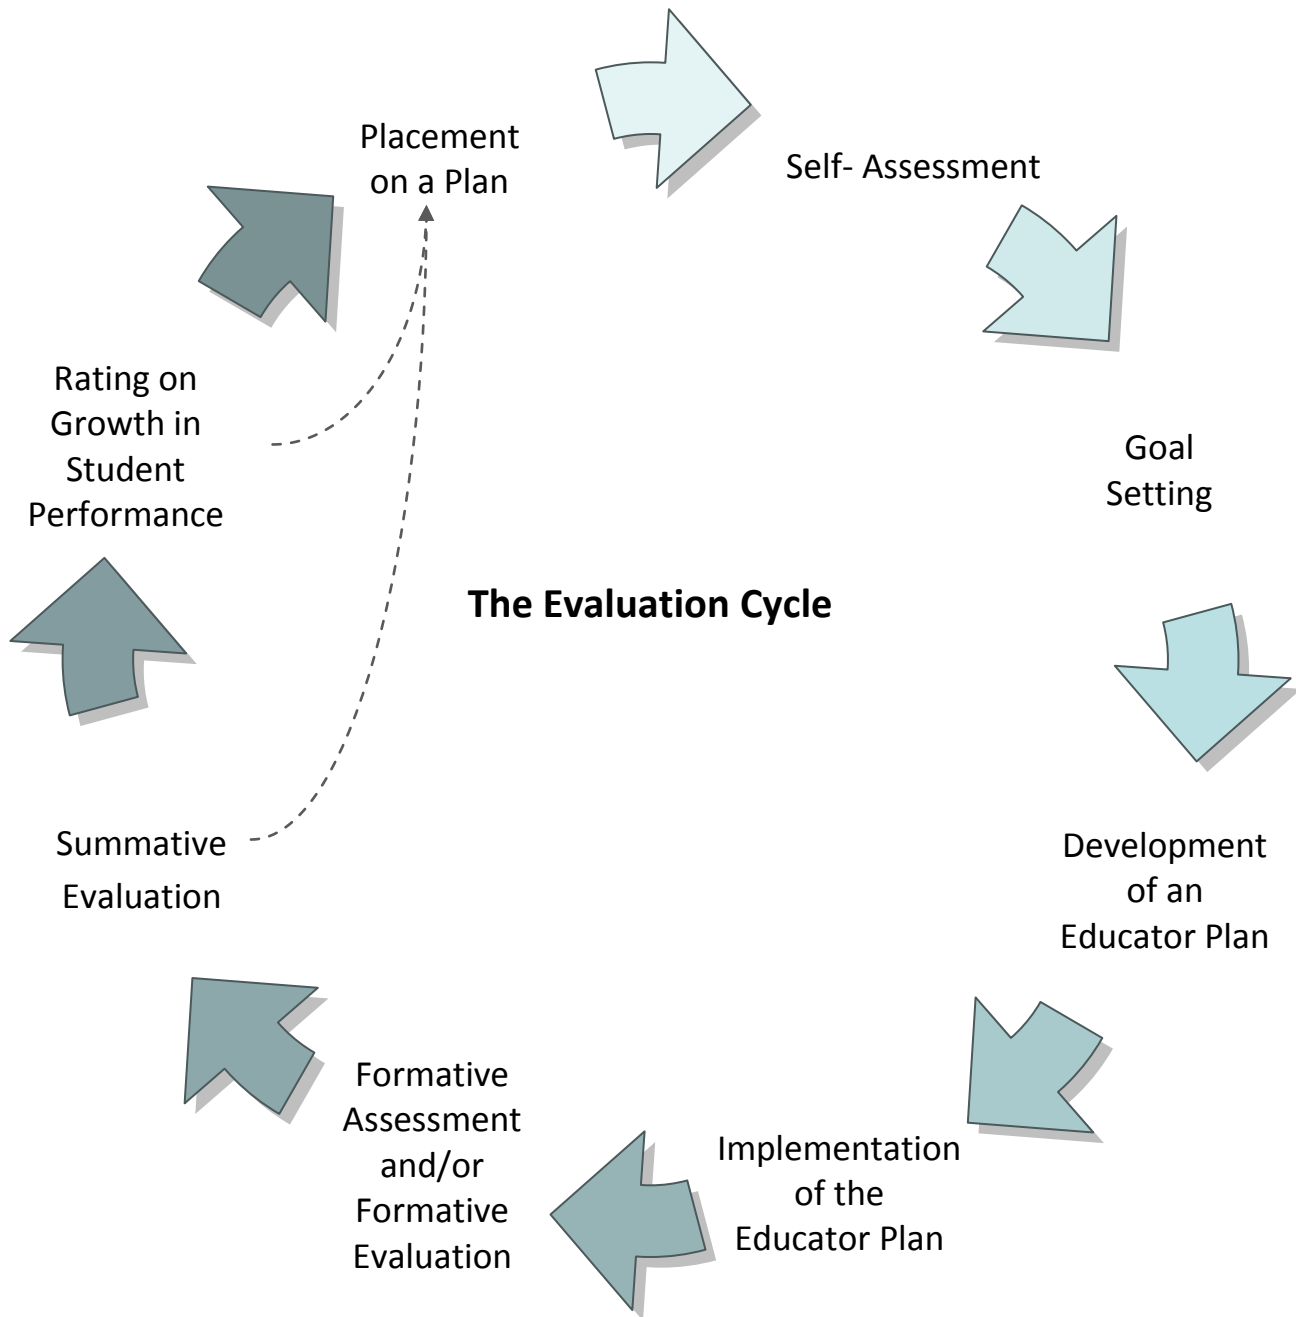 Placement
on a Plan
Self- Assessment
Goal
Setting
Development
of an
Educator Plan
Implementation
of the
Educator Plan
Formative
Assessment
and/or
Formative
Evaluation
Summative
Evaluation
Rating on
Growth in
Student
Performance
The Evaluation Cycle